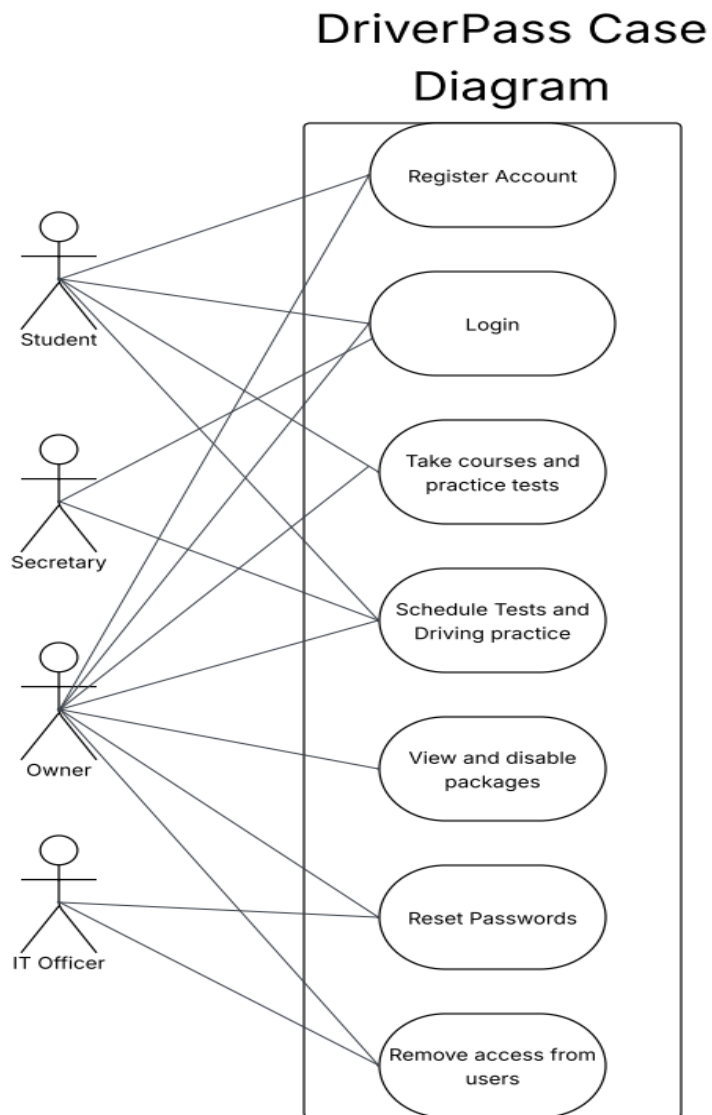 DriverPass Case
Diagram
Register Account
Student
Login
Take courses and
practice tests
Secretary
Schedule Tests and
Driving practice
Owner
View and disable
packages
IT Officer
Reset Passwords
Remove access from
users